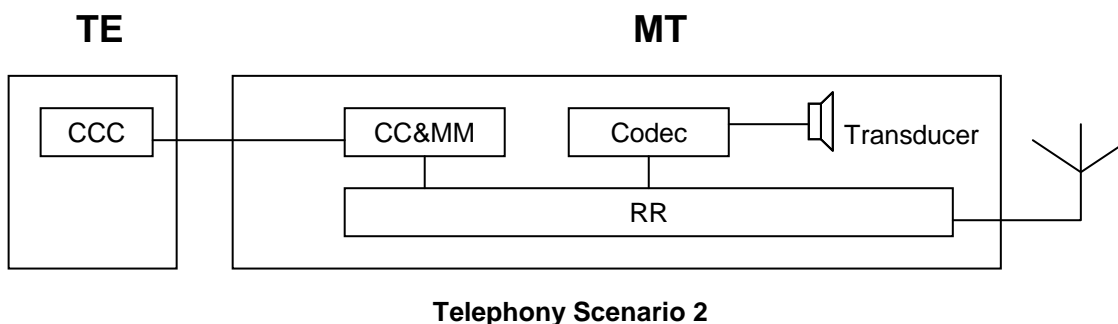 TE
MT
CCC
CC&MM
Codec
Transducer
RR
Telephony Scenario 2